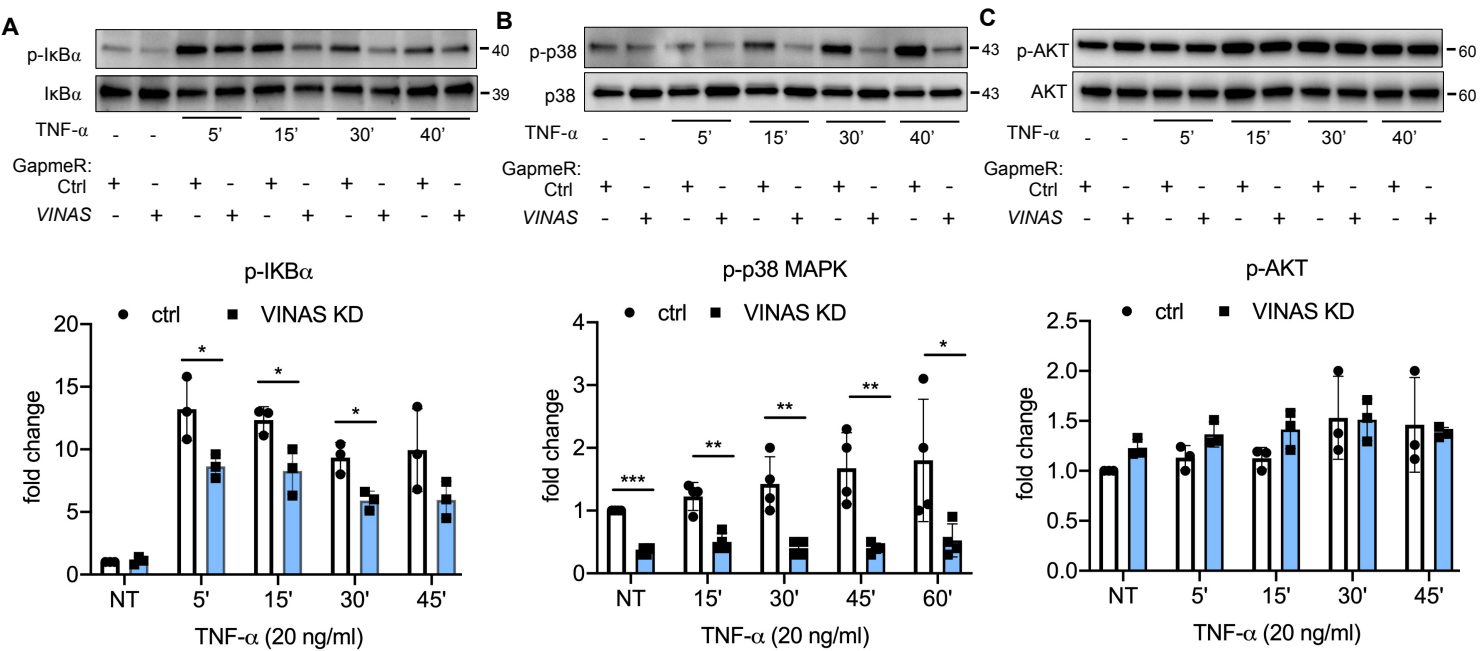 A
p-IκBα
40
IκBα
39
TNF-α - - 5’ 15’ 30’ 40’
GapmeR:
Ctrl + - + - + - + - + -
VINAS - + - + - + - + - +
p-IKBα
ctrl VINAS KD
20
15
10
5
0
fold change
* * *
NT 5' 15' 30' 45'
TNF-α (20 ng/ml)
B
p-p38
43
p38
43
TNF-α - - 5’ 15’ 30’ 40’
GapmeR:
Ctrl + - + - + - + - + -
VINAS - + - + - + - + - +
p-p38 MAPK
ctrl VINAS KD
4
3
2
1
0
fold change
*** ** ** ** *
NT 15' 30' 45' 60'
TNF-α (20 ng/ml)
C
p-AKT
60
AKT
60
TNF-α - - 5’ 15’ 30’ 40’
GapmeR:
Ctrl + - + - + - + - + -
VINAS - + - + - + - + - +
p-AKT
ctrl VINAS KD
2.5
2.0
1.5
1.0
0.5
0.0
fold change
NT 5' 15' 30' 45'
TNF-α (20 ng/ml)